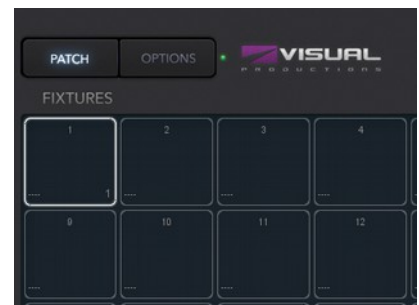 PATCH OPTIONS VISUAL
PRODUCTIONS
FIXTURES
1 2 3 4
---- 1 ---- ---- ----
9 10 11 12
---- ---- ---- ----